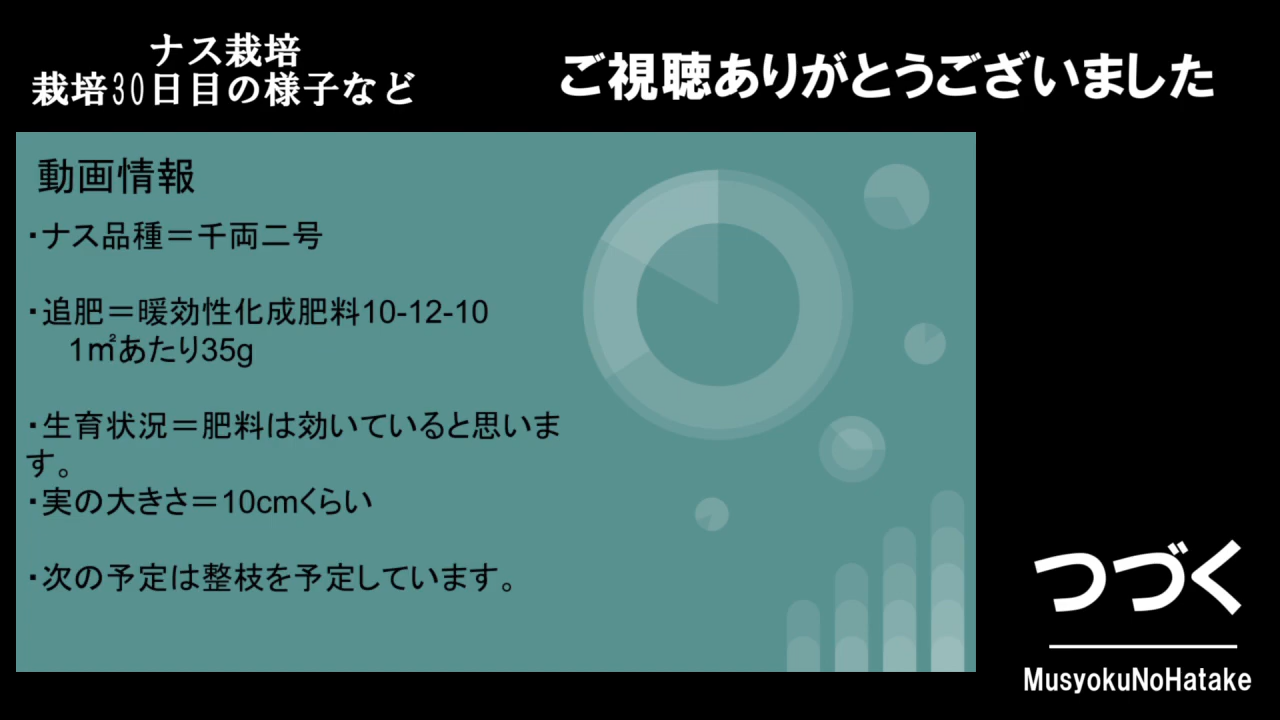 ナス栽培
栽培30日目の様子など
ご視聴ありがとうございました
動画情報
・ナス品種＝千両二号
・追肥＝暖効性化成肥料10-12-10
1㎡あたり35g
・生育状況＝肥料は効いていると思いま
す。
・実の大きさ＝10cmくらい
・次の予定は整枝を予定しています。
つづく
MusyokuNoHatake